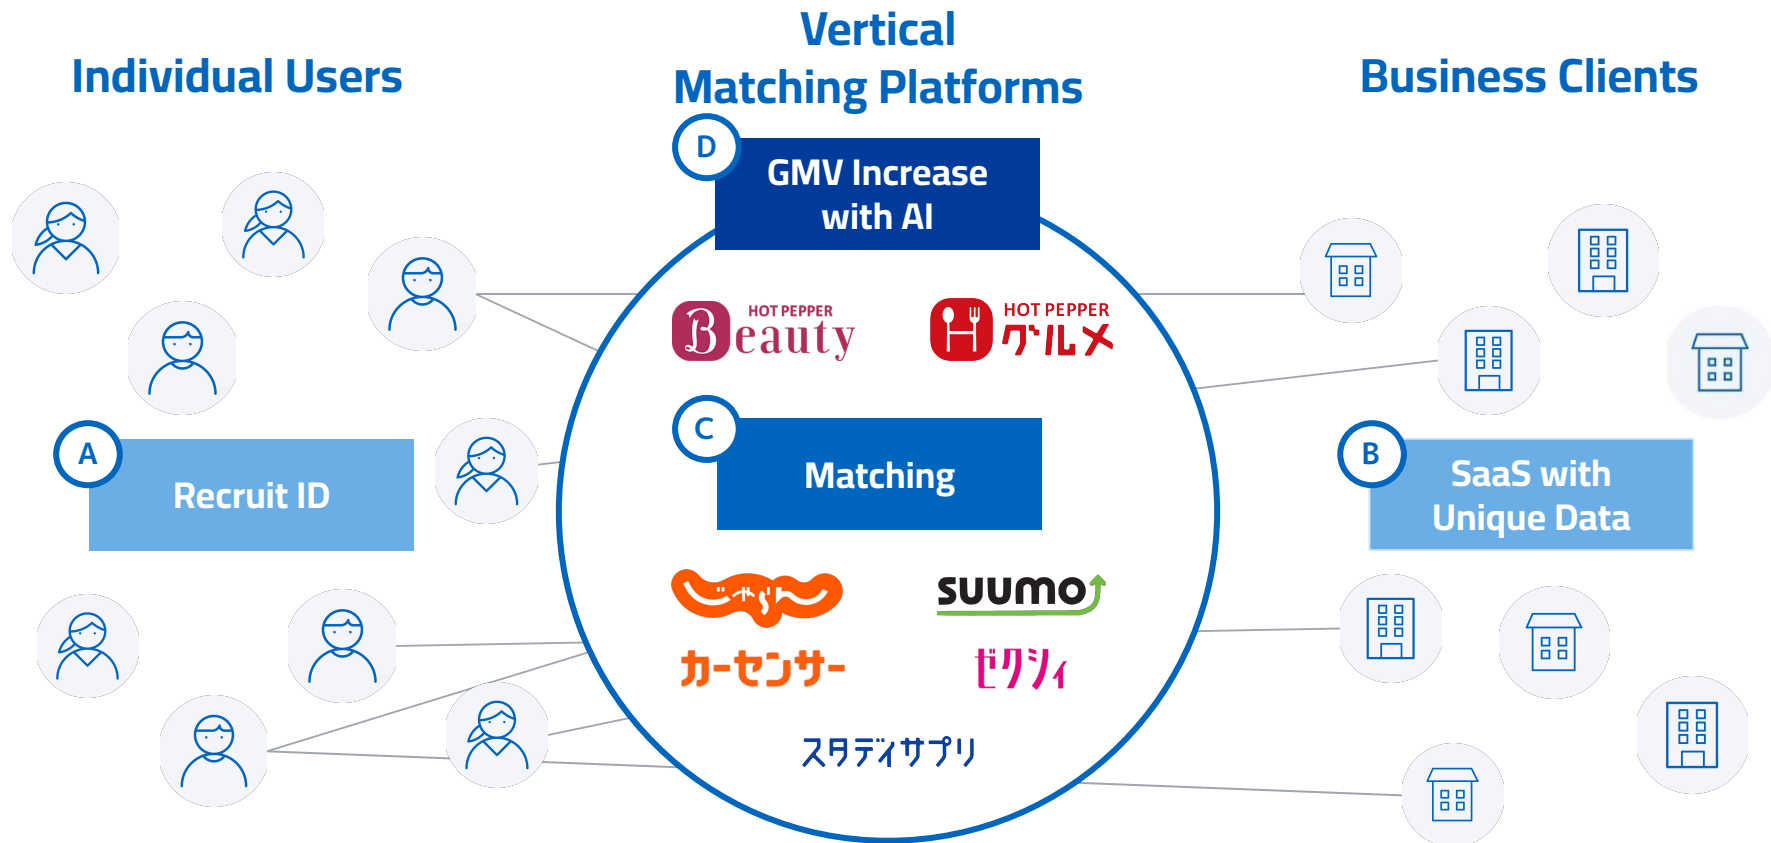 Individual Users
Vertical
Matching Platforms
Business Clients
D
GMV Increase
with AI
HOT PEPPER
Beauty
HOT PEPPER
グルメ
A
Recruit ID
C
Matching
B
SaaS with
Unique Data
じゃらん
SUUMO
カーセンサー
ゼクシィ
スタディサプリ